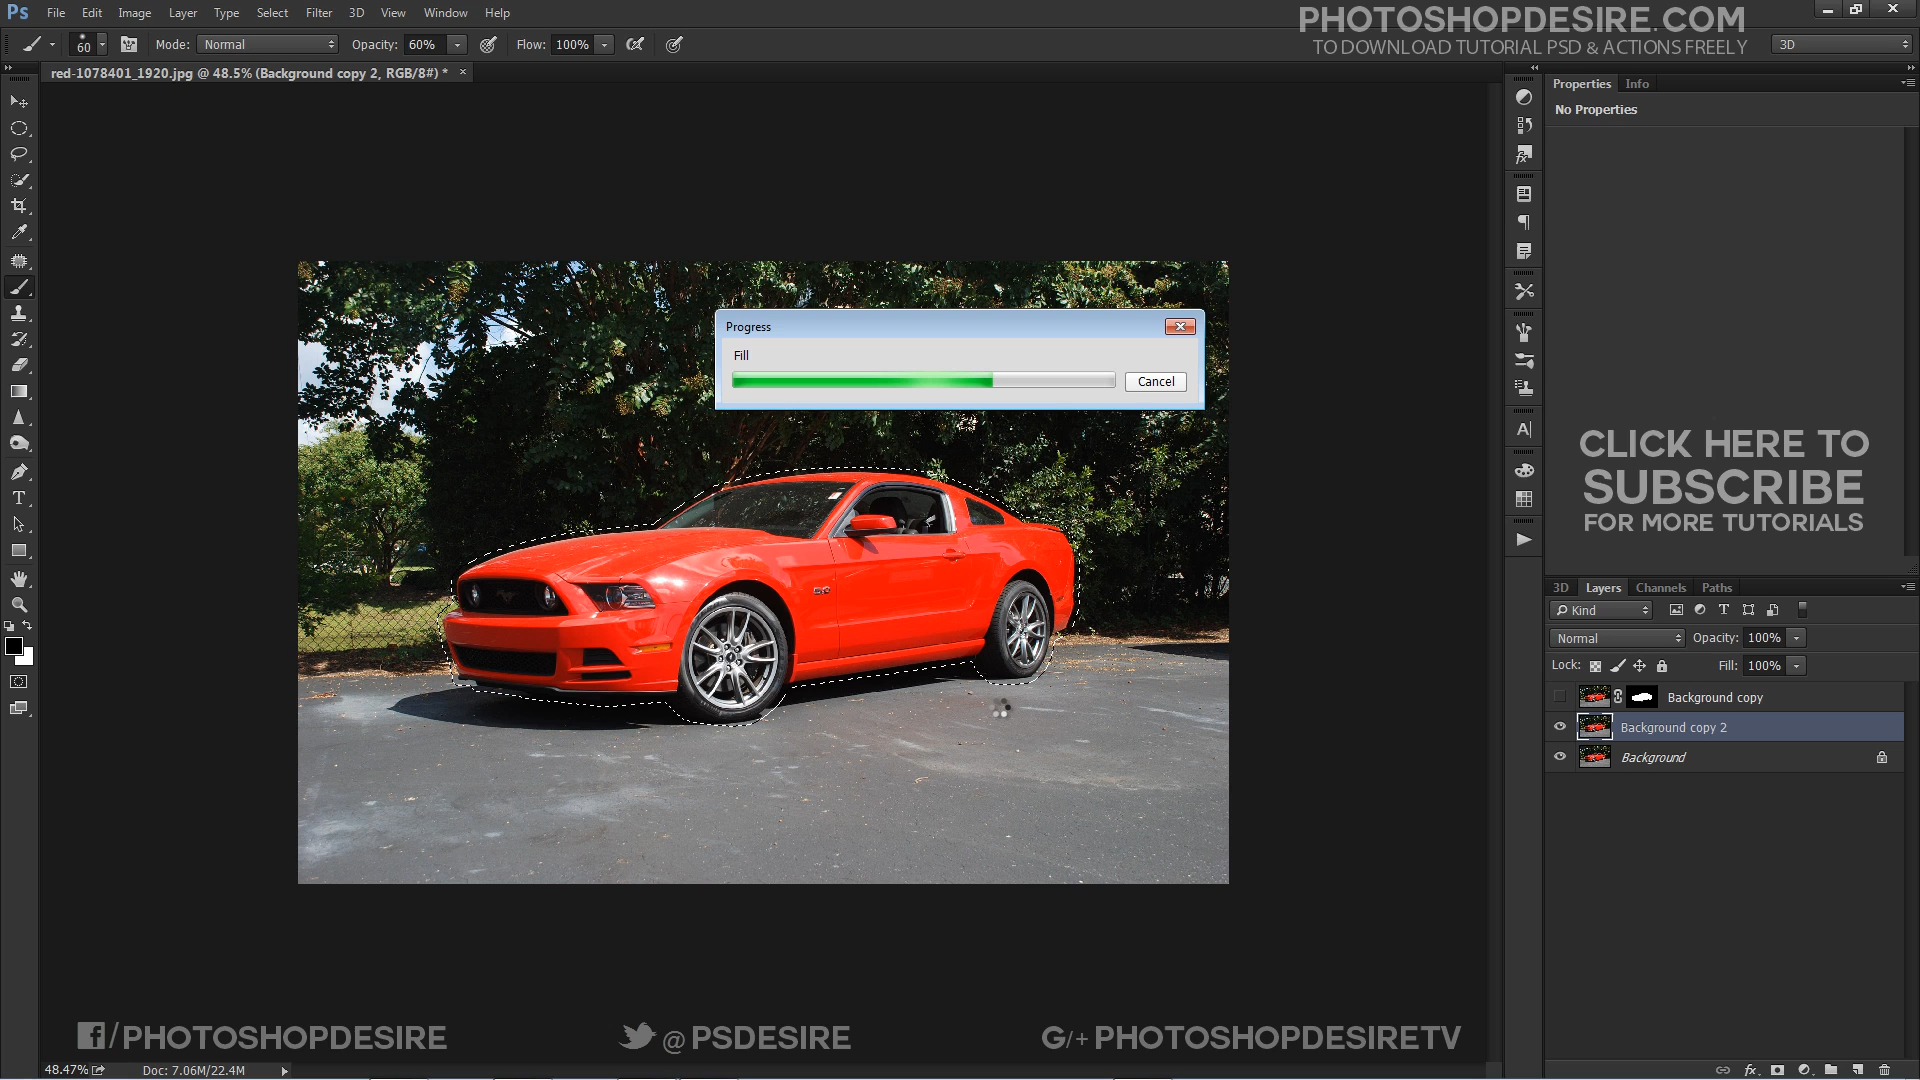 Ps File Edit Image Layer Type Select Filter 3D View Window Help
PHOTOSHOPDESIRE.COM
TO DOWNLOAD TUTORIAL PSD & ACTIONS FREELY
60 Mode: Normal Opacity: 60% Flow: 100% 3D
red-1078401_1920.jpg @ 48.5% (Background copy 2, RGB/8#) *
Properties Info
No Properties
Progress
Fill
Cancel
CLICK HERE TO
SUBSCRIBE
FOR MORE TUTORIALS
5.0
3D Layers Channels Paths
Kind
Normal Opacity: 100%
Lock: Fill: 100%
Background copy
Background copy 2
Background
f/PHOTOSHOPDESIRE
@PSDESIRE
G/+ PHOTOSHOPDESIRETV
48.47% Doc: 7.06M/22.4M